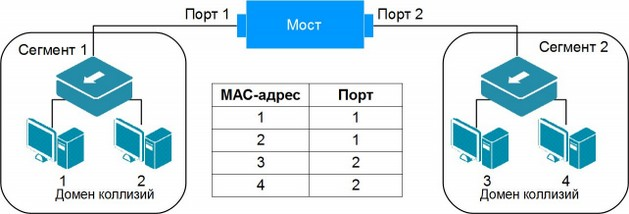 Порт 1
Мост
Порт 2
Сегмент 1
Сегмент 2
МАС-адрес Порт
1 1
2 1
3 2
4 2
1 2
Домен коллизий
3 4
Домен коллизий